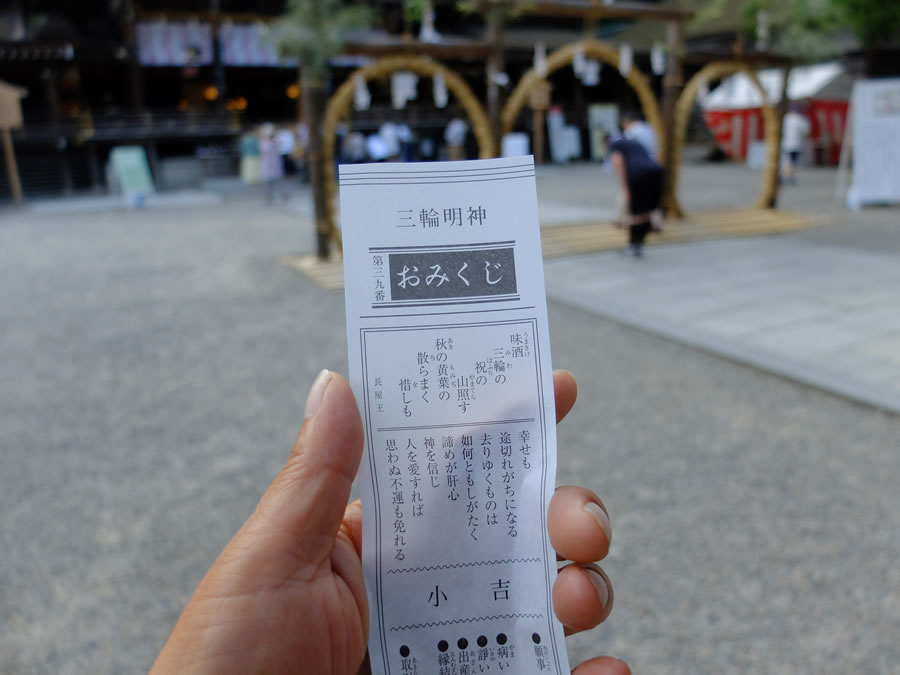 三輪明神
第三九番
おみくじ
味酒
三輪の
祝の
山照す
秋の黄葉の
散らまく
惜しも
長屋王
幸せも
途切れがちになる
去りゆくものは
如何ともしがたく
諦めが肝心
神を信じ
人を愛すれば
思わぬ不運も免れる
小吉
●願事
●病い
●諍い
●出産
●縁結
●取